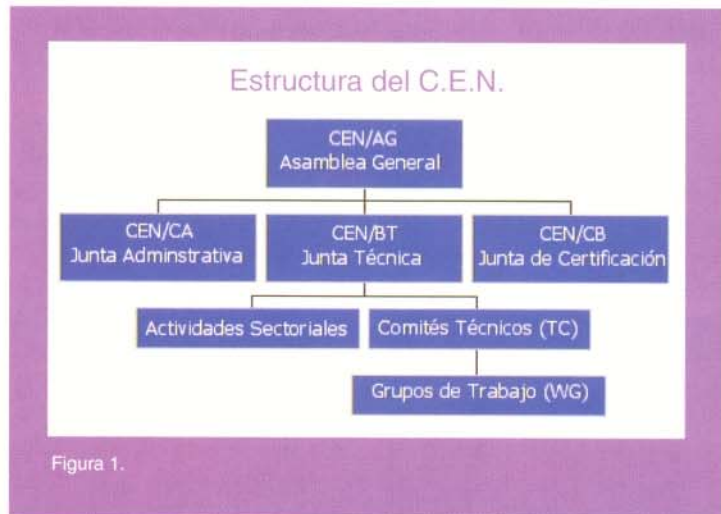 Estructura del C.E.N.
CEN/AG
Asamblea General
CEN/CA
Junta Adminstrativa
CEN/BT
Junta Técnica
CEN/CB
Junta de Certificación
Actividades Sectoriales
Comités Técnicos (TC)
Grupos de Trabajo (WG)
Figura 1.